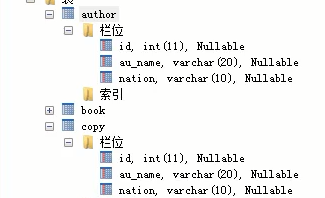 author
栏位
id, int(11), Nullable
au_name, varchar(20), Nullable
nation, varchar(10), Nullable
索引
book
copy
栏位
id, int(11), Nullable
au_name, varchar(20), Nullable
nation, varchar(10), Nullable